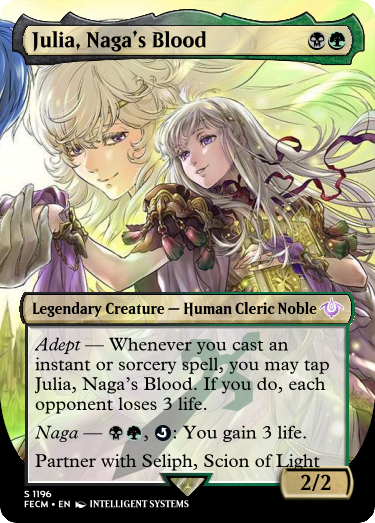 Julia, Naga's Blood
Legendary Creature — Human Cleric Noble
Adept — Whenever you cast an
instant or sorcery spell, you may tap
Julia, Naga's Blood. If you do, each
opponent loses 3 life.
Naga — , : You gain 3 life.
Partner with Seliph, Scion of Light
2/2
S 1196
FECM • EN INTELLIGENT SYSTEMS